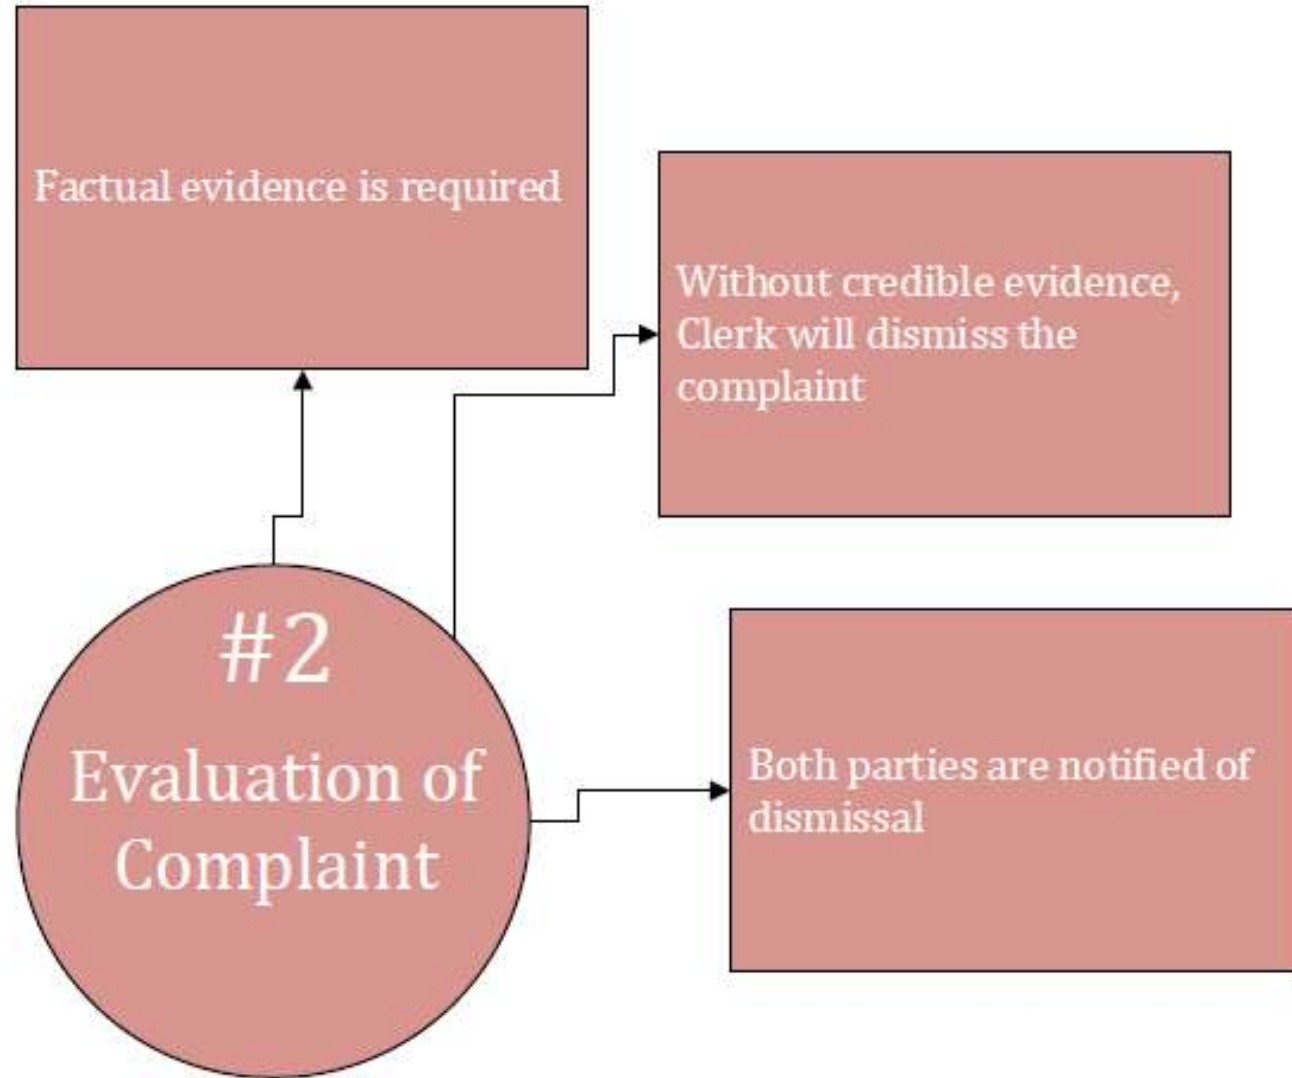 Factual evidence is required
Without credible evidence,
Clerk will dismiss the
complaint
#2
Evaluation of
Complaint
Both parties are notified of
dismissal